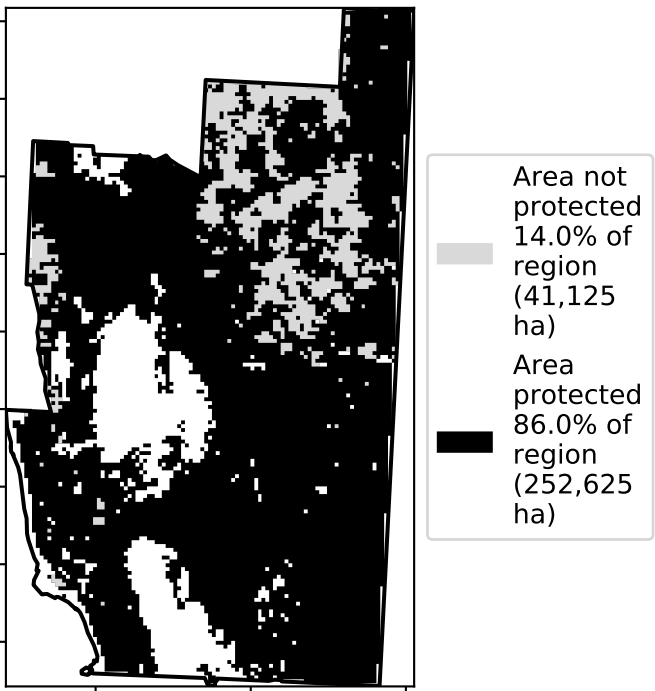 Area not
protected
14.0% of
region
(41,125
ha)
Area
protected
86.0% of
region
(252,625
ha)